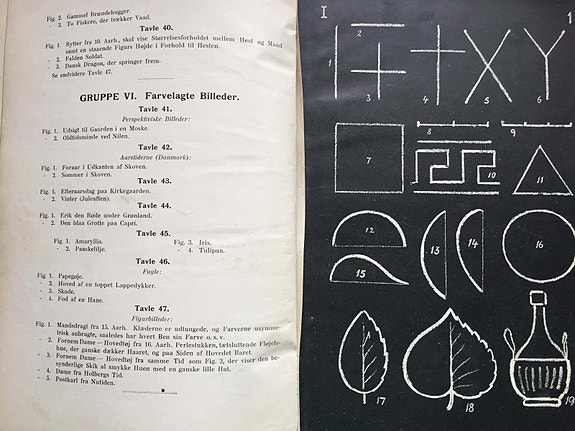 Fig. 2. Gammel Brændehugger.
- 3. To Fiskere, der trækker Vaad.
Tavle 40.
Fig. 1. Rytter fra 10. Aarh., skal vise Størrelsesforholdet mellem Hest og Mand
samt en staaende Figurs Højde i Forhold til Hesten.
- 2. Falden Soldat.
- 3. Dansk Dragon, der springer frem.
Se endvidere Tavle 47.
GRUPPE VI. Farvelagte Billeder.
Tavle 41.
Perspektiviske Billeder:
Fig. 1. Udsigt til Gaarden i en Moske.
- 2. Oldtidsminde ved Nilen.
Tavle 42.
Aarstiderne (Danmark):
Fig. 1. Foraar i Udkanten af Skoven.
- 2. Sommer i Skoven.
Tavle 43.
Fig. 1. Efteraarsdag paa Kirkegaarden.
- 2. Vinter (Juleaften).
Tavle 44.
Fig. 1. Erik den Røde under Grønland.
- 2. Den blaa Grotte paa Capri.
Tavle 45.
Fig. 1. Amaryllis.
- 2. Paaskelilje.
Fig. 3. Iris.
- 4. Tulipan.
Tavle 46.
Fugle:
Fig. 1. Papegøje.
- 2. Hoved af en toppet Lappedykker.
- 3. Skade.
- 4. Fod af en Hane.
Tavle 47.
Figurbilleder:
Fig. 1. Mandsdragt fra 15. Aarh. Klæderne er udtungede, og Farverne usymme-
trisk anbragte, saaledes har hvert Ben sin Farve o. s. v.
- 2. Fornem Dame — Hovedtøj fra 16. Aarh. Perlestukken, tætsluttende Fløjels-
hue, der ganske dækker Haaret, og paa Siden af Hovedet Baret.
- 3. Fornem Dame — Hovedtøj fra samme Tid som Fig. 2, der viser den be-
synderlige Skik at smykke Huen med en ganske lille Hat.
- 4. Dame fra Holbergs Tid.
- 5. Postkarl fra Nutiden.
I
1
1
2
3
4
5
6
7
8
9
10
11
12
13
14
15
16
17
18
19